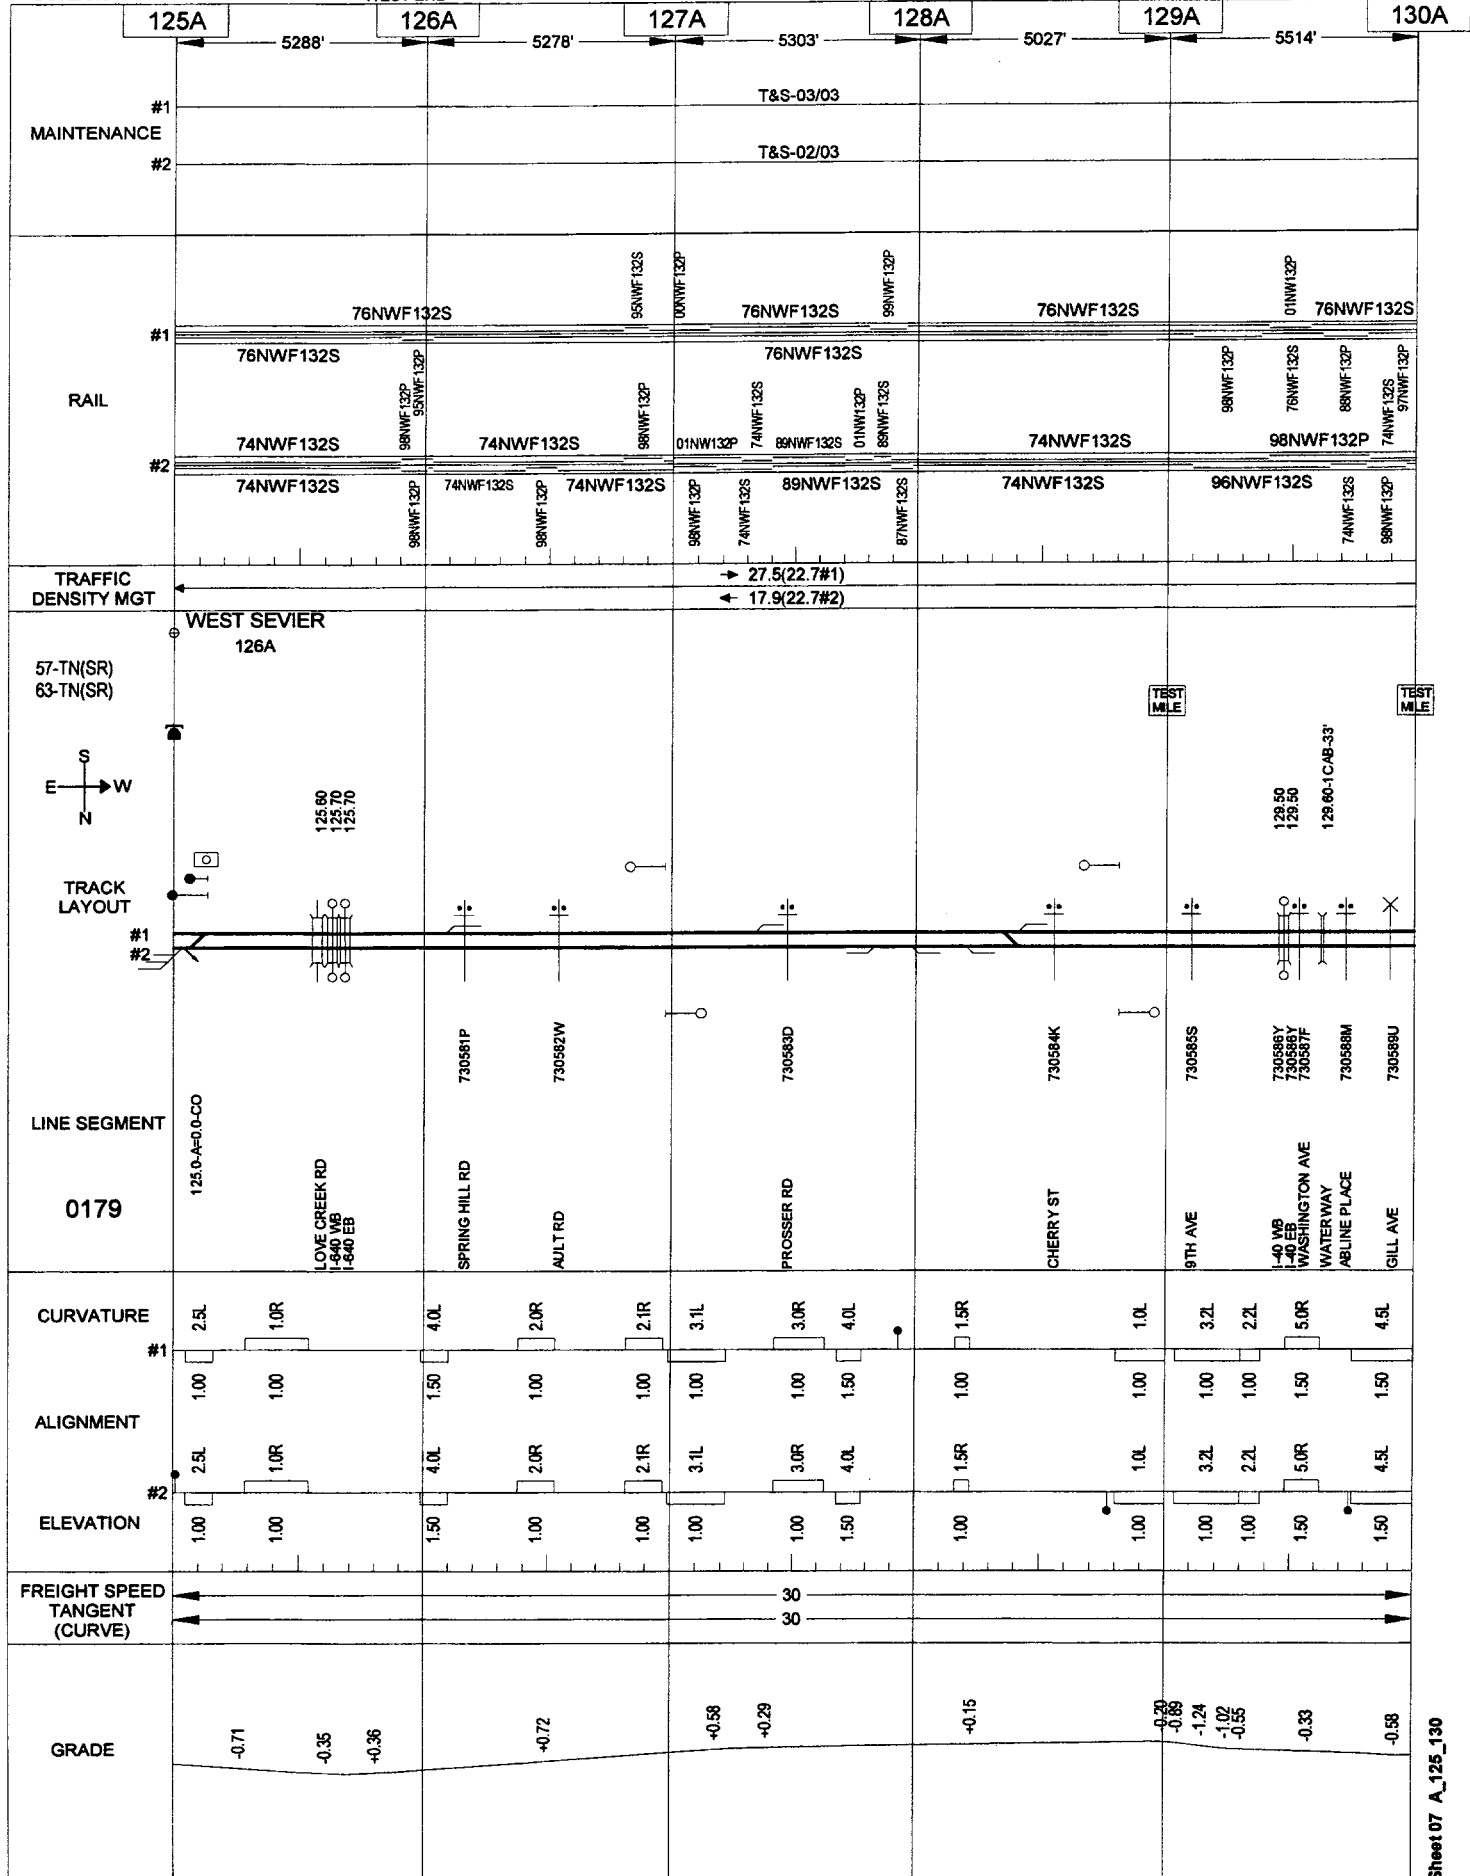 125A 126A 127A 128A 129A 130A
5288' 5278' 5303' 5027' 5514'
MAINTENANCE
#1 T&S-03/03
#2 T&S-02/03
RAIL
95NWF132S 00NWF132P 99NWF132P 01NW132P
76NWF132S 76NWF132S 76NWF132S 76NWF132S
#1
76NWF132S 76NWF132S
98NWF132P 95NWF132P 98NWF132P 74NWF132S 01NW132P 89NWF132S 98NWF132P 76NWF132S 88NWF132P 74NWF132S 97NWF132P
74NWF132S 74NWF132S 01NW132P 89NWF132S 74NWF132S 98NWF132P
#2
74NWF132S 74NWF132S 74NWF132S 89NWF132S 74NWF132S 96NWF132S
98NWF132P 98NWF132P 98NWF132P 74NWF132S 87NWF132S 74NWF132S 98NWF132P
TRAFFIC
DENSITY MGT
27.5(22.7#1)
17.9(22.7#2)
WEST SEVIER
126A
57-TN(SR)
63-TN(SR)
TEST
MILE
TEST
MILE
S
E W
N
125.60 125.70 125.70 129.50 129.50 129.60-1CAB-33'
TRACK
LAYOUT
#1
#2
730581P 730582W 730583D 730584K 730585S 730586Y 730586Y 730587F 730588M 730589U
LINE SEGMENT
0179
125.0-A=0.0-CO
LOVE CREEK RD
I-640 WB
I-640 EB
SPRING HILL RD
AULT RD
PROSSER RD
CHERRY ST
9TH AVE
I-40 WB
I-40 EB
WASHINGTON AVE
WATERWAY
ABLINE PLACE
GILL AVE
CURVATURE
2.5L 1.0R 4.0L 2.0R 2.1R 3.1L 3.0R 4.0L 1.5R 1.0L 3.2L 2.2L 5.0R 4.5L
#1
1.00 1.00 1.50 1.00 1.00 1.00 1.00 1.50 1.00 1.00 1.00 1.00 1.50 1.50
ALIGNMENT
2.5L 1.0R 4.0L 2.0R 2.1R 3.1L 3.0R 4.0L 1.5R 1.0L 3.2L 2.2L 5.0R 4.5L
#2
ELEVATION
1.00 1.00 1.50 1.00 1.00 1.00 1.00 1.50 1.00 1.00 1.00 1.00 1.50 1.50
FREIGHT SPEED
TANGENT
(CURVE)
30
30
GRADE
-0.71 -0.35 +0.36 +0.72 +0.58 +0.29 +0.15 -0.20 -0.89 -1.24 -1.02 -0.55 -0.33 -0.58
Sheet 07 A_125_130